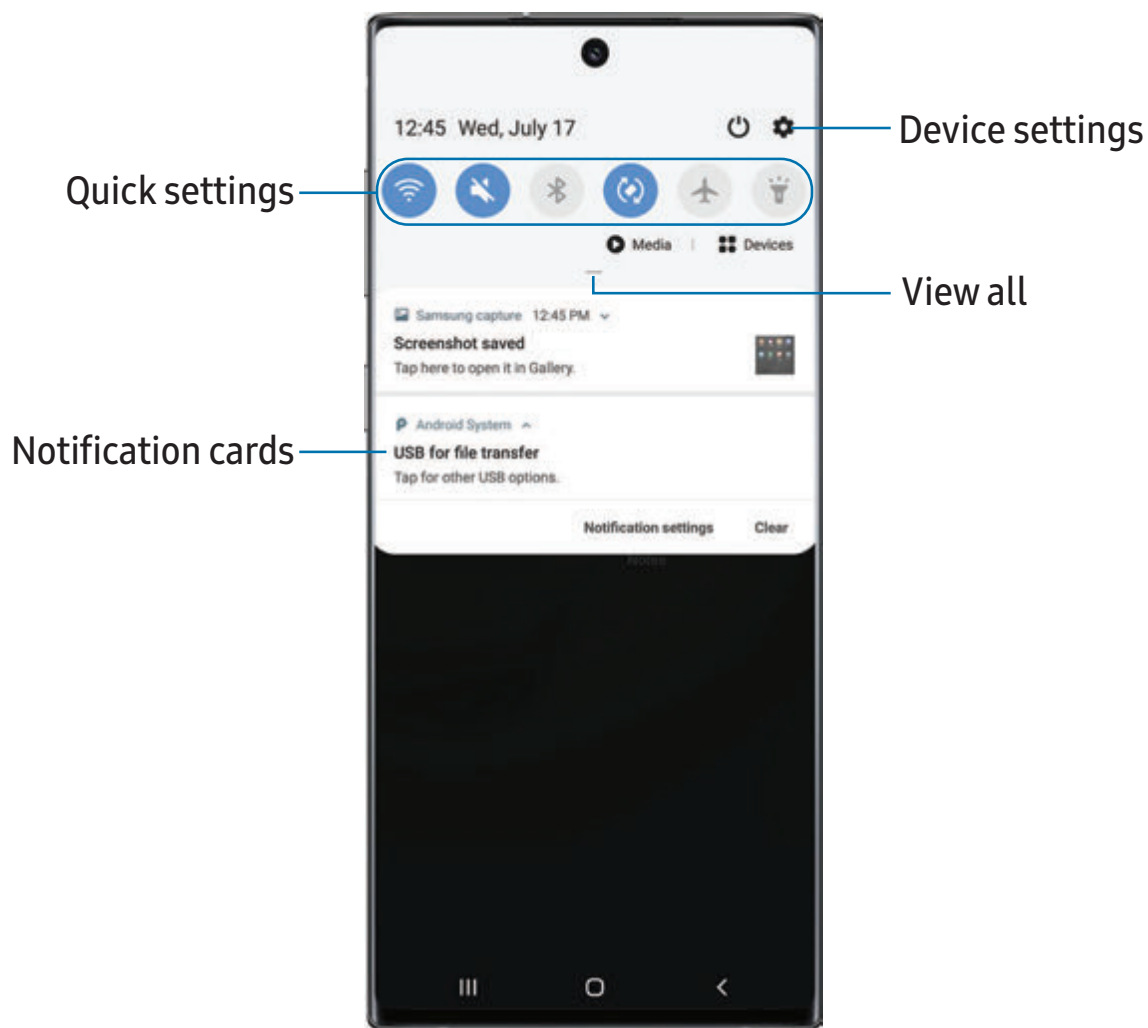 12:45 Wed, July 17
Device settings
Quick settings
Media | Devices
View all
Samsung capture 12:45 PM
Screenshot saved
Tap here to open it in Gallery.
Android System
Notification cards
USB for file transfer
Tap for other USB options.
Notification settings Clear
Notes